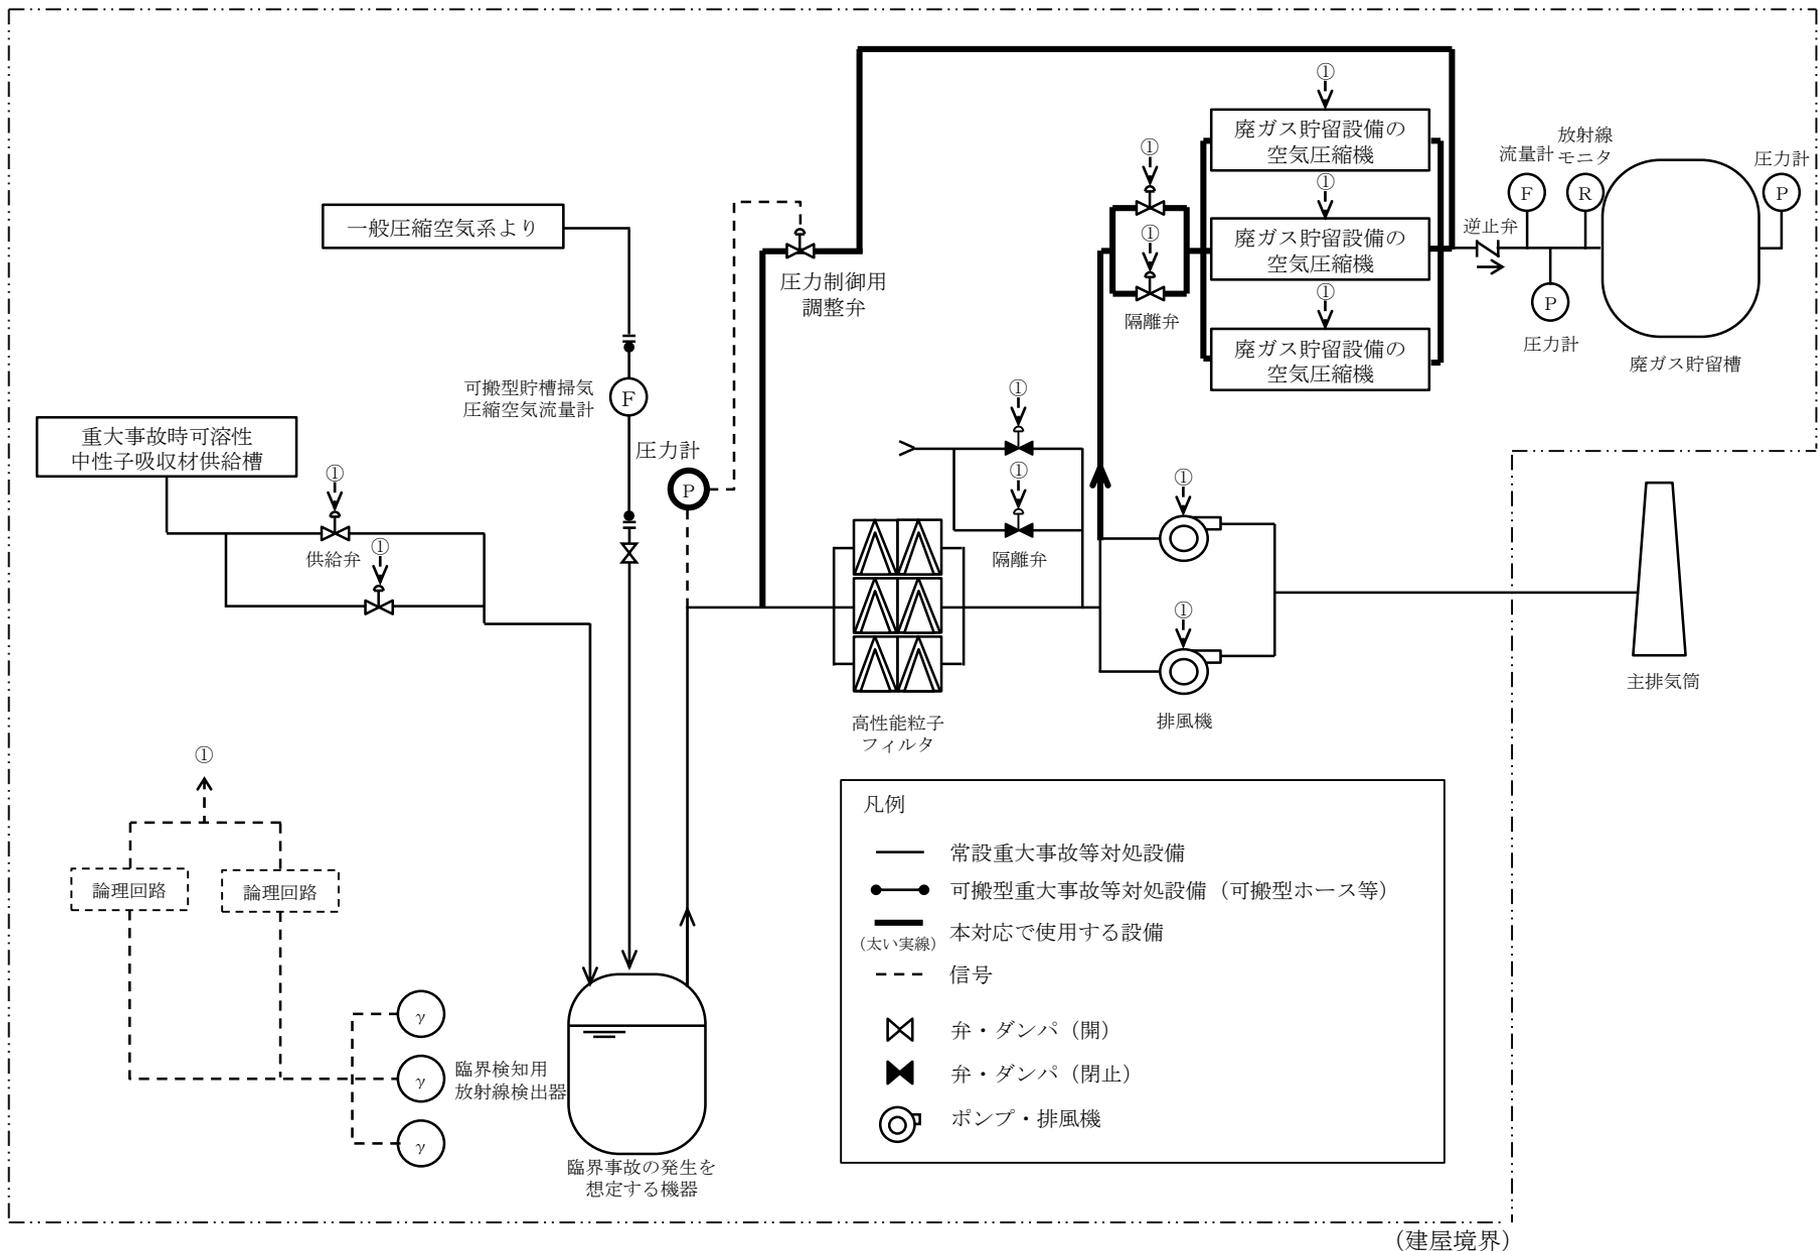 ①
廃ガス貯留設備の
空気圧縮機
①
廃ガス貯留設備の
空気圧縮機
①
廃ガス貯留設備の
空気圧縮機
①
①
隔離弁
流量計
放射線
モニタ
圧力計
F
R
P
逆止弁
P
圧力計
廃ガス貯留槽
一般圧縮空気系より
圧力制御用
調整弁
可搬型貯槽掃気
圧縮空気流量計
F
圧力計
P
重大事故時可溶性
中性子吸収材供給槽
①
供給弁
①
①
①
隔離弁
①
①
排風機
高性能粒子
フィルタ
主排気筒
①
論理回路
論理回路
γ
γ
γ
臨界検知用
放射線検出器
臨界事故の発生を
想定する機器
凡例
常設重大事故等対処設備
可搬型重大事故等対処設備（可搬型ホース等）
（太い実線）
本対応で使用する設備
信号
弁・ダンパ（開）
弁・ダンパ（閉止）
ポンプ・排風機
（建屋境界）